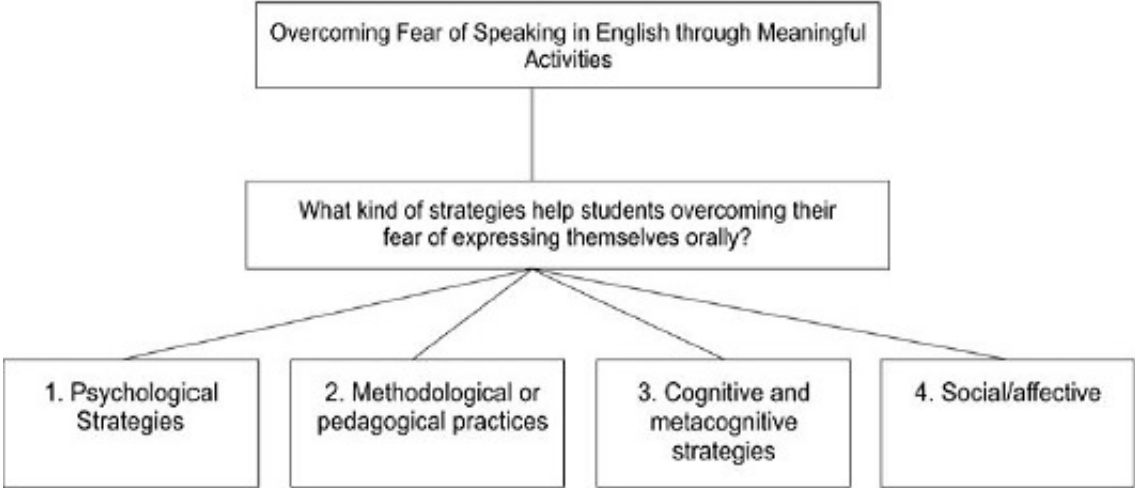 Overcoming Fear of Speaking in English through Meaningful
Activities
What kind of strategies help students overcoming their
fear of expressing themselves orally?
1. Psychological
Strategies
2. Methodological or
pedagogical practices
3. Cognitive and
metacognitive
strategies
4. Social/affective